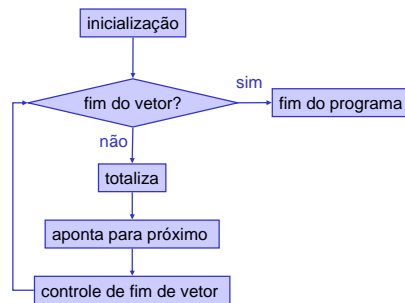 inicialização
fim do vetor?
sim
fim do programa
não
totaliza
aponta para próximo
controle de fim de vetor